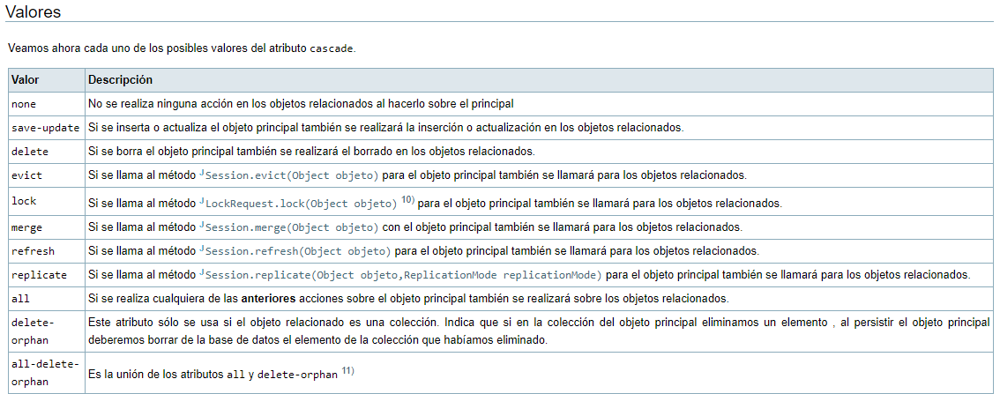 Valores
Veamos ahora cada uno de los posibles valores del atributo cascade.
Valor Descripción
none No se realiza ninguna acción en los objetos relacionados al hacerlo sobre el principal
save-update Si se inserta o actualiza el objeto principal también se realizará la inserción o actualización en los objetos relacionados.
delete Si se borra el objeto principal también se realizará el borrado en los objetos relacionados.
evict Si se llama al método Session.evict(Object objeto) para el objeto principal también se llamará para los objetos relacionados.
lock Si se llama al método LockRequest.lock(Object objeto) 10) para el objeto principal también se llamará para los objetos relacionados.
merge Si se llama al método Session.merge(Object objeto) con el objeto principal también se llamará para los objetos relacionados.
refresh Si se llama al método Session.refresh(Object objeto) para el objeto principal también se llamará para los objetos relacionados.
replicate Si se llama al método Session.replicate(Object objeto,ReplicationMode replicationMode) para el objeto principal también se llamará para los objetos relacionados.
all Si se realiza cualquiera de las anteriores acciones sobre el objeto principal también se realizará sobre los objetos relacionados.
delete-
orphan
Este atributo sólo se usa si el objeto relacionado es una colección. Indica que si en la colección del objeto principal eliminamos un elemento , al persistir el objeto principal
deberemos borrar de la base de datos el elemento de la colección que habíamos eliminado.
all-delete-
orphan
Es la unión de los atributos all y delete-orphan 11)